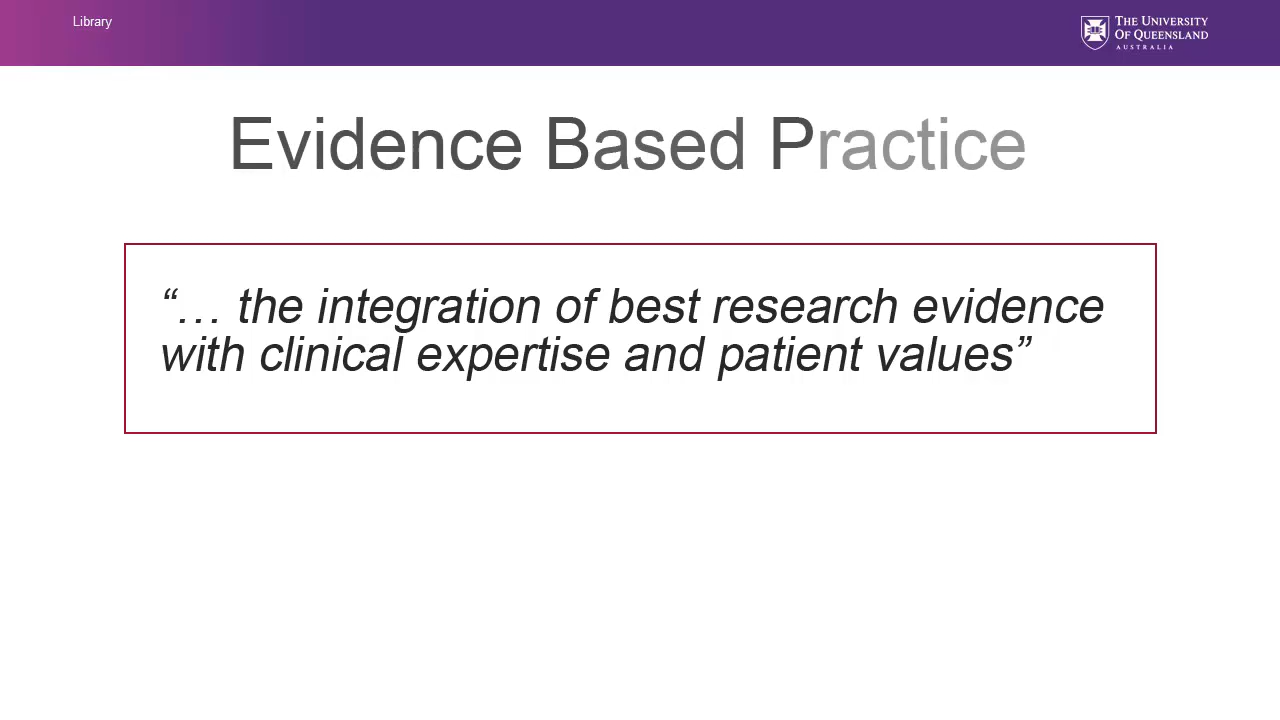 Library
THE UNIVERSITY
OF QUEENSLAND
AUSTRALIA
Evidence Based Practice
“… the integration of best research evidence
with clinical expertise and patient values”